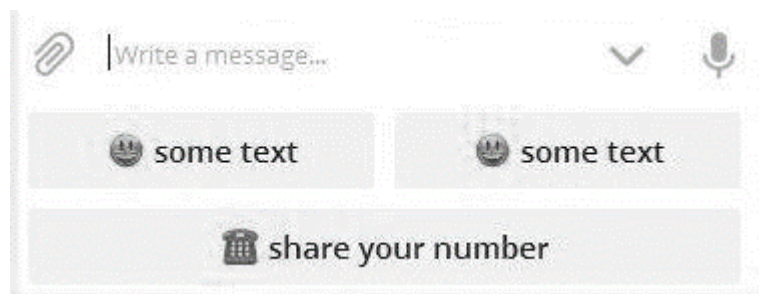 Write a message...
😃 some text 😃 some text
☎ share your number